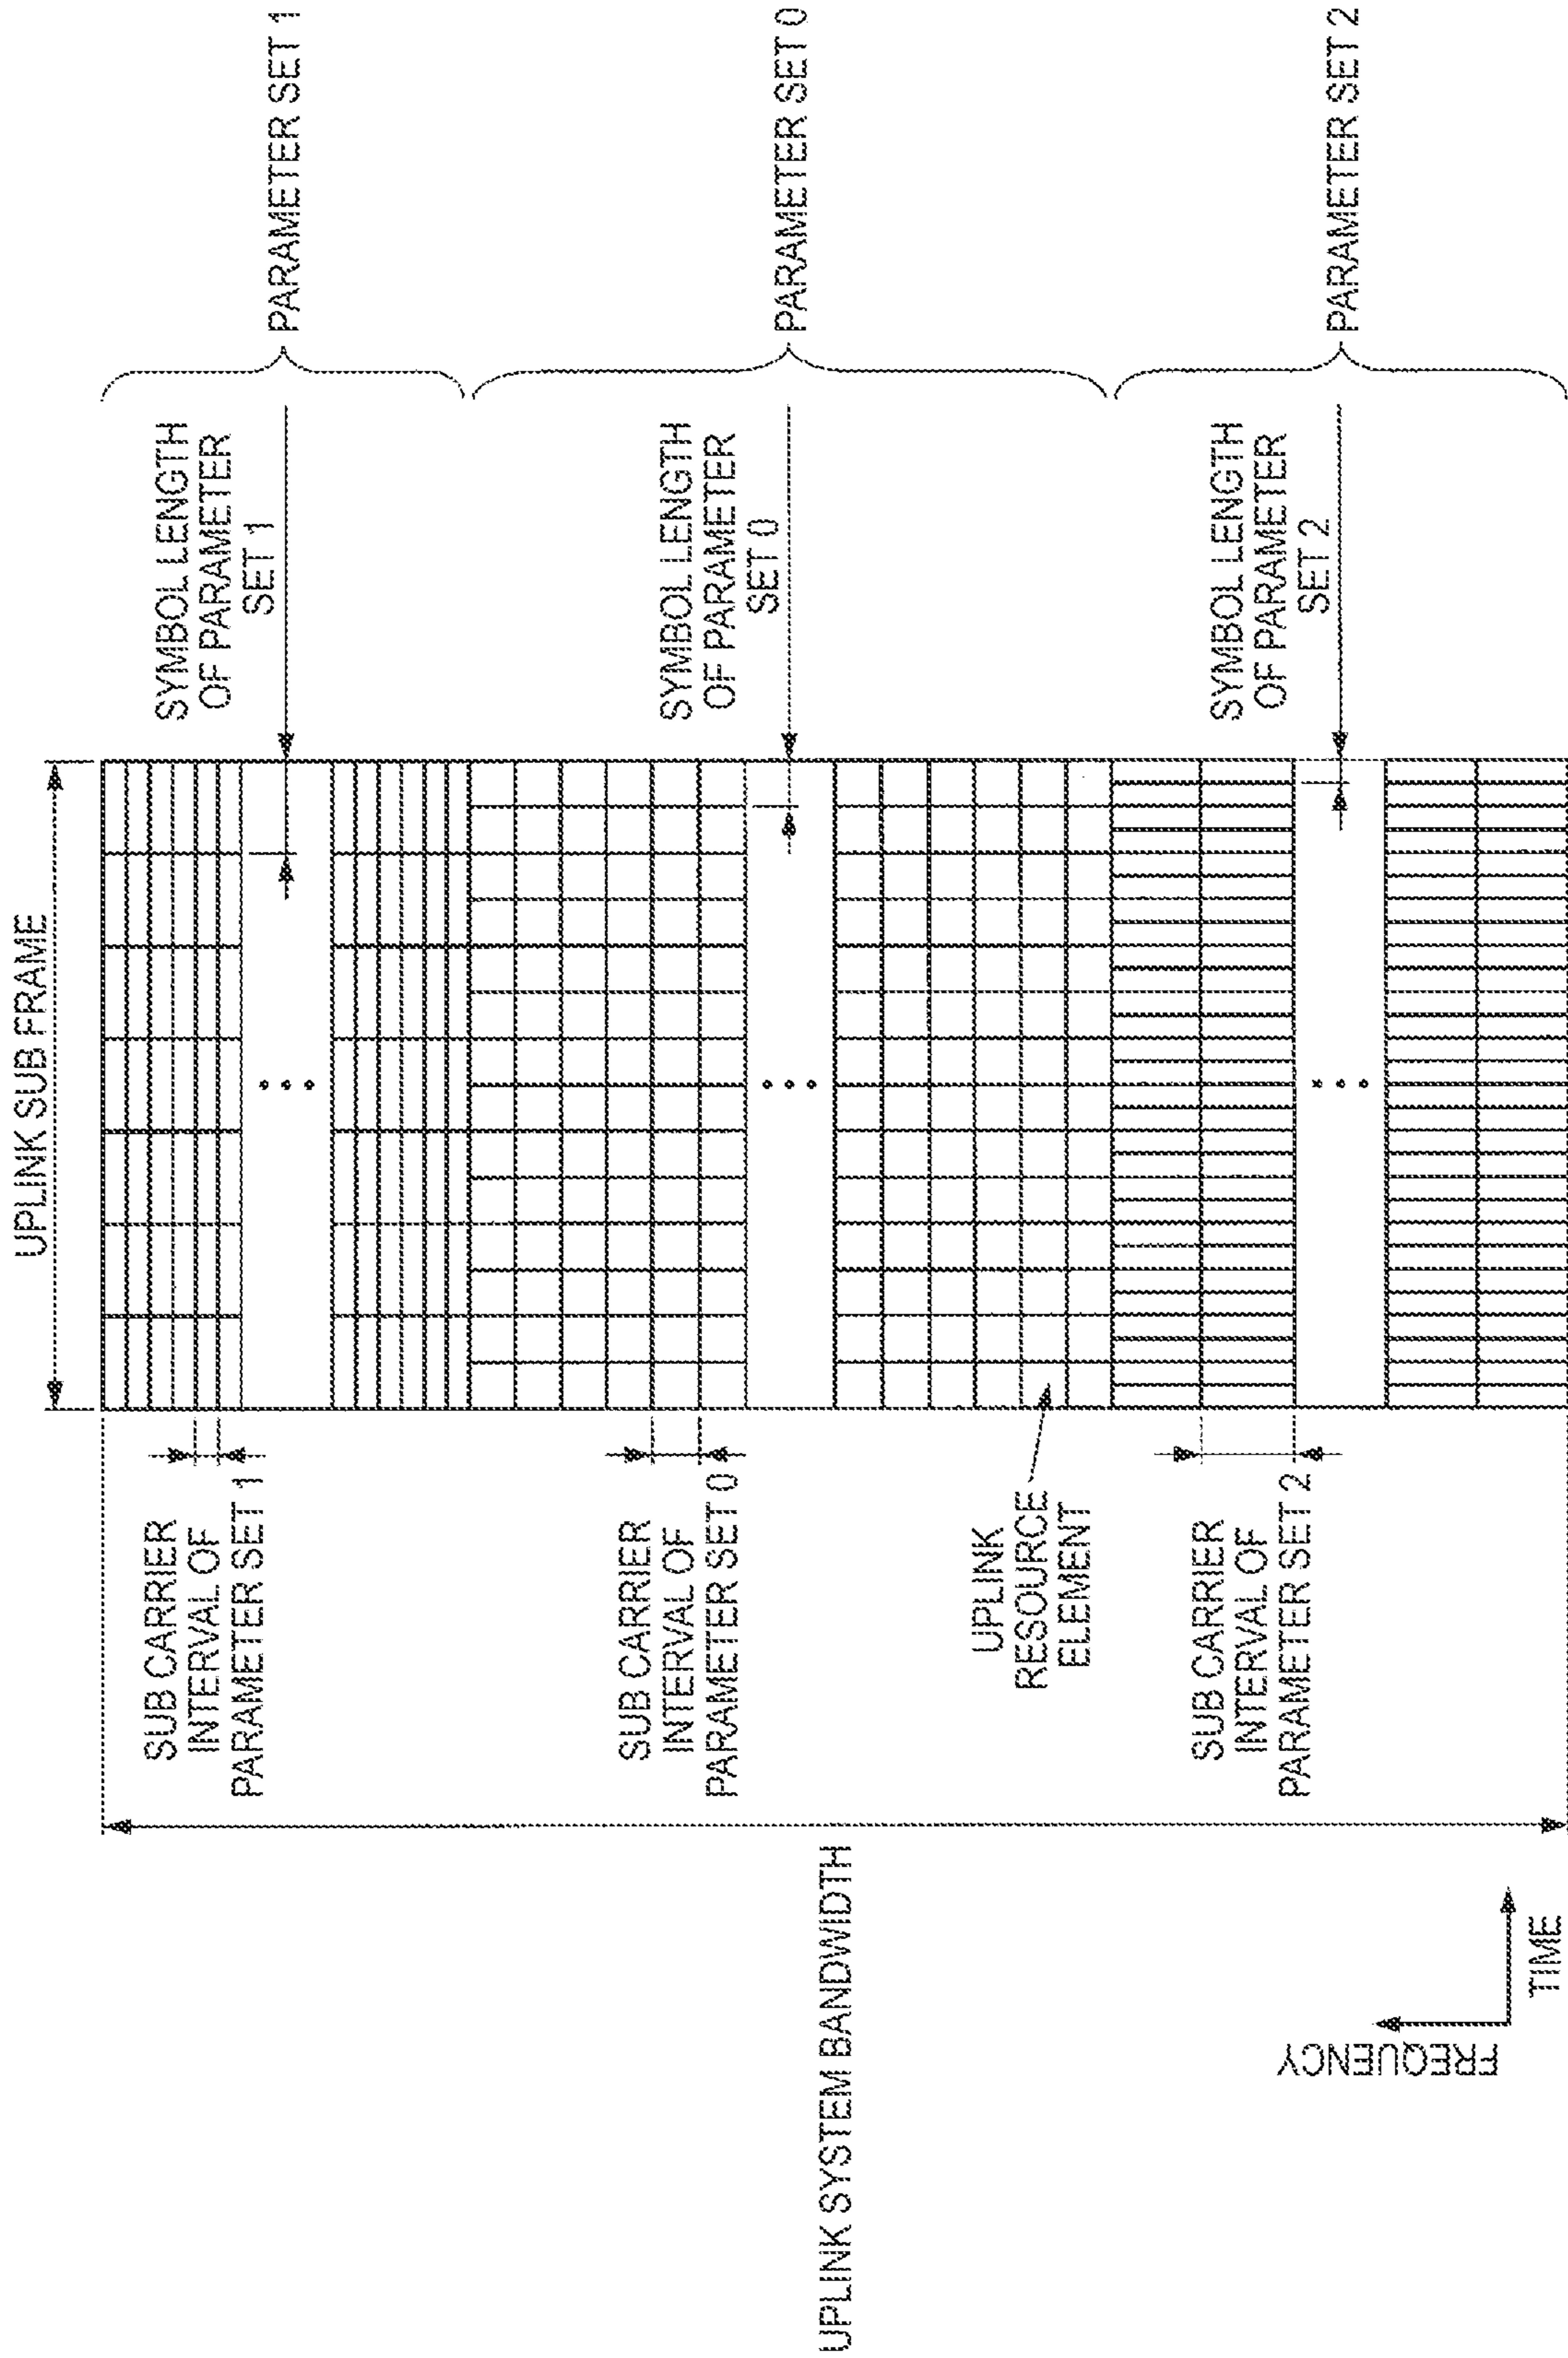 UPLINK SUB FRAME
SUB CARRIER
INTERVAL OF
PARAMETER SET 1
SYMBOL LENGTH
OF PARAMETER
SET 1
PARAMETER SET 1
SUB CARRIER
INTERVAL OF
PARAMETER SET 0
SYMBOL LENGTH
OF PARAMETER
SET 0
PARAMETER SET 0
UPLINK SYSTEM BANDWIDTH
UPLINK
RESOURCE
ELEMENT
SUB CARRIER
INTERVAL OF
PARAMETER SET 2
SYMBOL LENGTH
OF PARAMETER
SET 2
PARAMETER SET 2
FREQUENCY
TIME